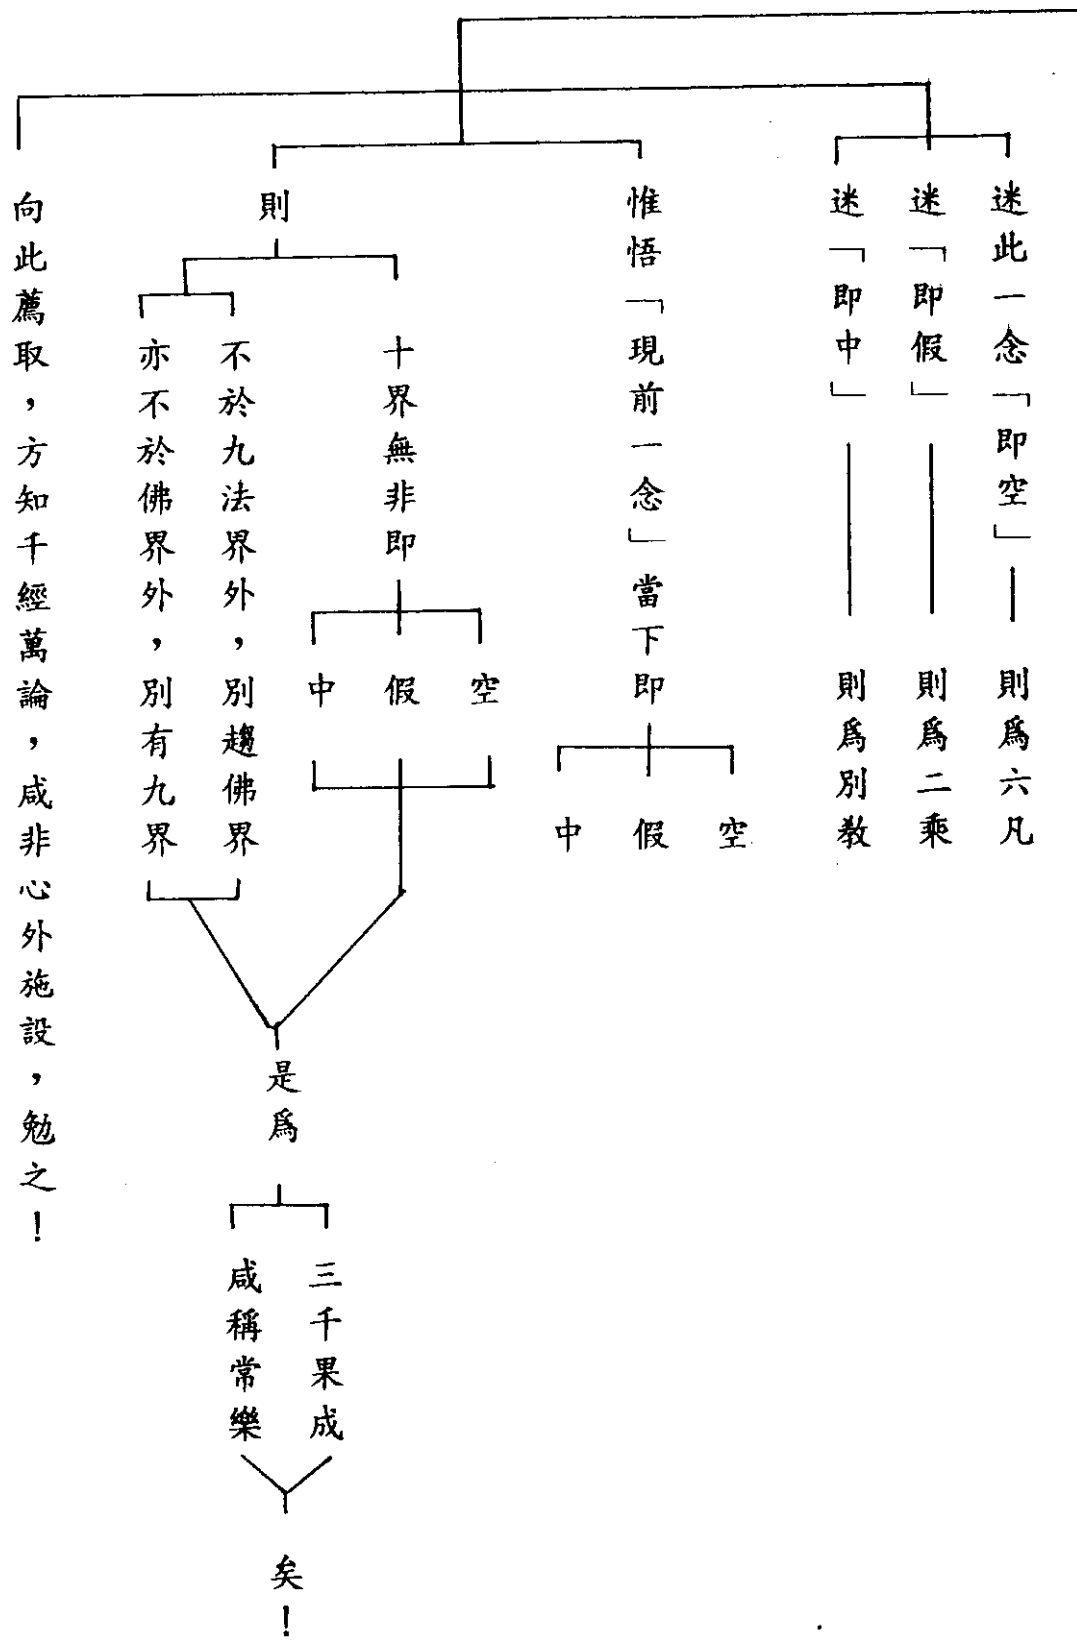 迷此一念「即空」則爲六凡
迷「即假」則爲二乘
迷「即中」則爲別教
惟悟「現前一念」當下即
空
假
中
則
十界無非即
空
假
中
不於九法界外，別趨佛界
亦不於佛界外，別有九界
是爲
三千果成
咸稱常樂
矣！
向此薦取，方知千經萬論，咸非心外施設，勉之！